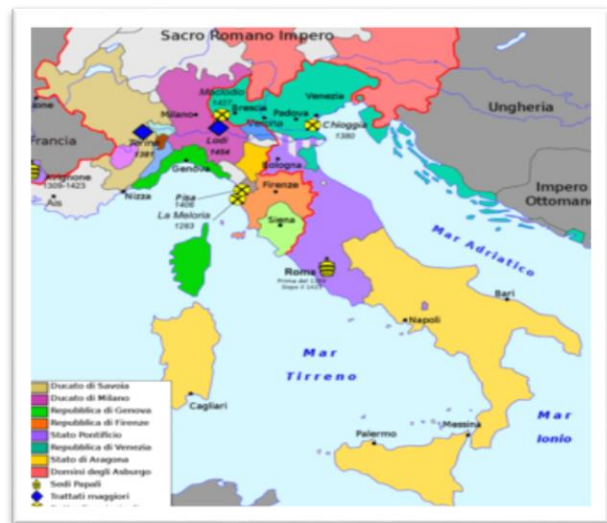 Sacro Romano Impero
Maclodio
1427
Brescia
Venezia
Milano
Verona
Padova
Ungheria
Chioggia
1380
Torino
1381
Lodi
1454
Francia
Avignone
1309-1423
Genova
Bologna
Impero
Ottomano
Aix
Nizza
Pisa
1406
Firenze
La Meloria
1283
Siena
Mar Adriatico
Roma
Bari
Napoli
Mar
Tirreno
Cagliari
Messina
Palermo
Mar
Ionio
Ducato di Savoia
Ducato di Milano
Repubblica di Genova
Repubblica di Firenze
Stato Pontificio
Repubblica di Venezia
Stato di Aragona
Domini degli Asburgo
Sedi Papali
Trattati maggiori